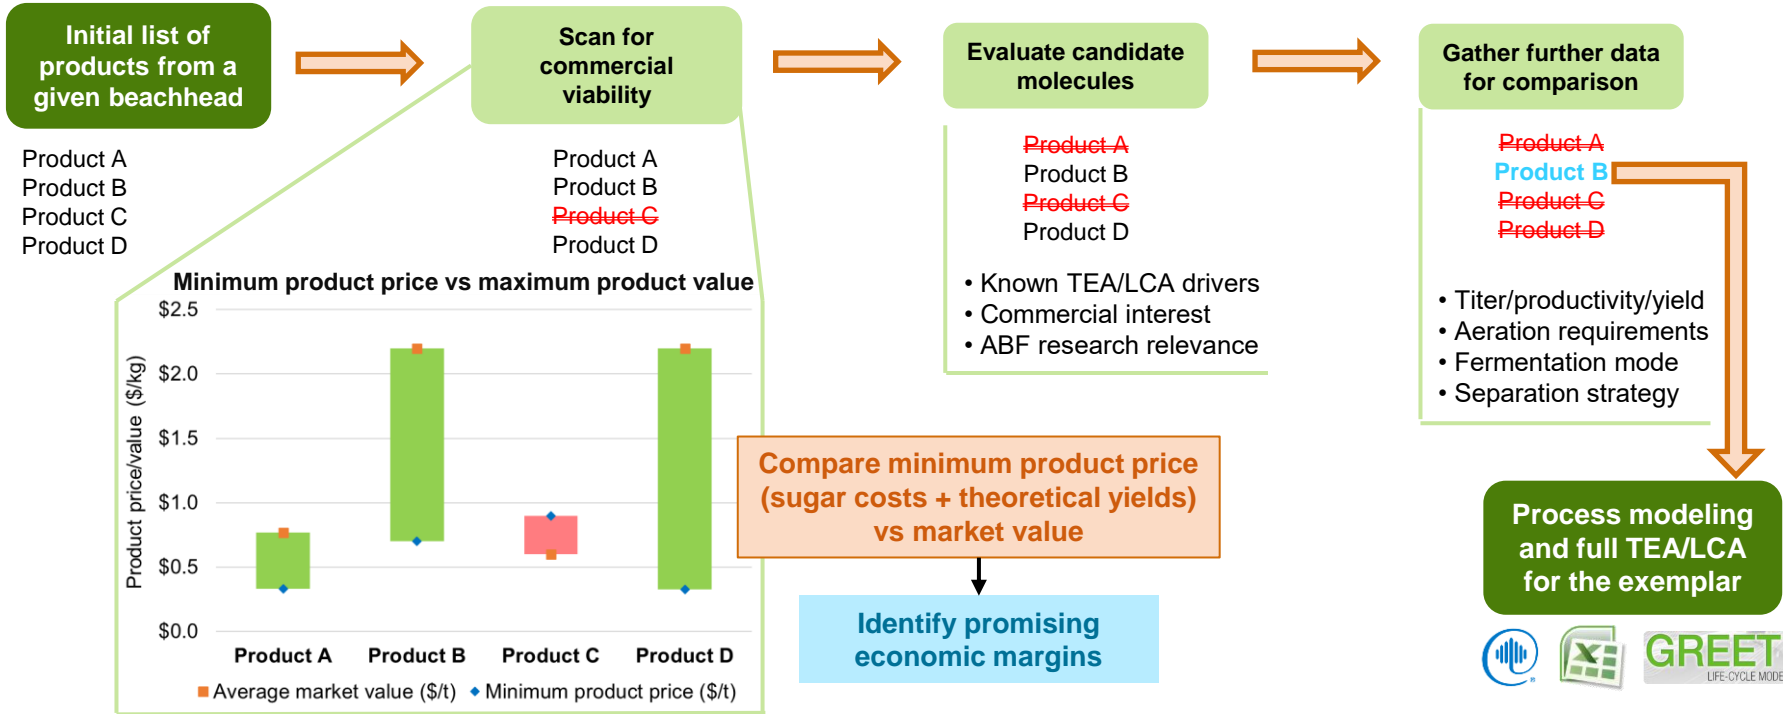 Initial list of
products from a
given beachhead
Scan for
commercial
viability
Evaluate candidate
molecules
Gather further data
for comparison
Product A
Product B
Product C
Product D
Product A
Product B
Product C
Product D
Product A
Product B
Product C
Product D
• Known TEA/LCA drivers
• Commercial interest
• ABF research relevance
Product A
Product B
Product C
Product D
• Titer/productivity/yield
• Aeration requirements
• Fermentation mode
• Separation strategy
Minimum product price vs maximum product value
Product price/value ($/kg)
$2.5
$2.0
$1.5
$1.0
$0.5
$0.0
Product A Product B Product C Product D
Average market value ($/t) Minimum product price ($/t)
Compare minimum product price
(sugar costs + theoretical yields)
vs market value
Identify promising
economic margins
Process modeling
and full TEA/LCA
for the exemplar
X
GREET
LIFE-CYCLE MODE